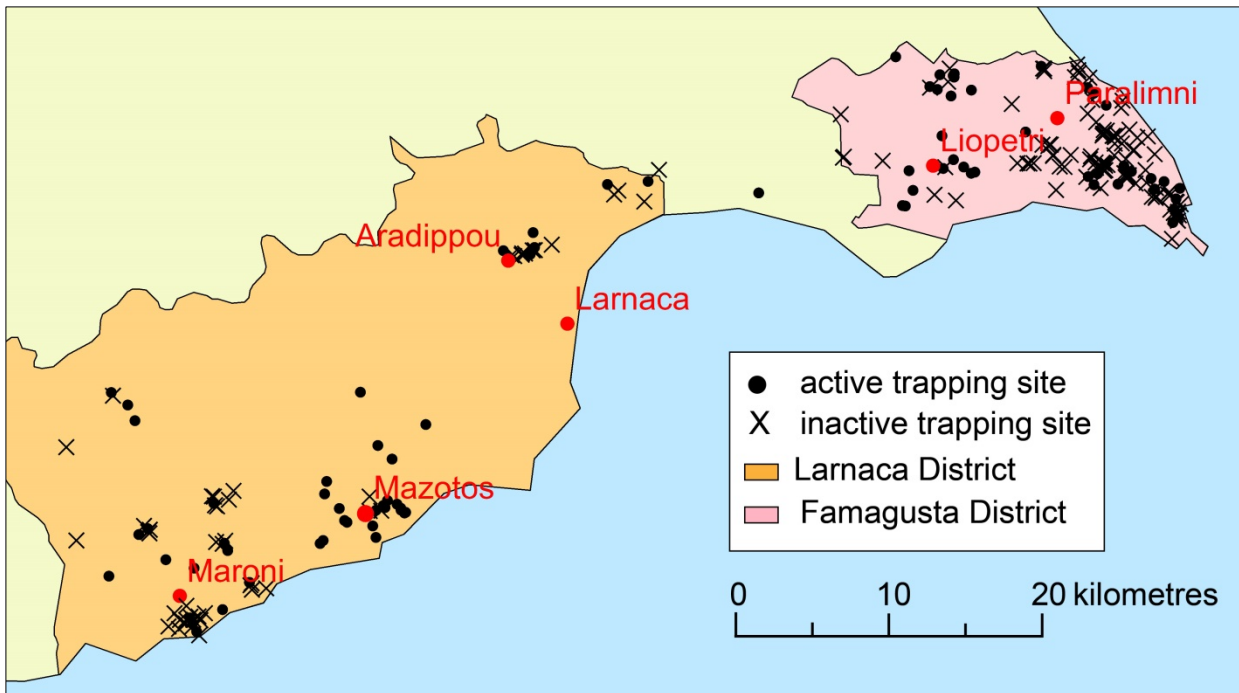 Paralimni
Liopetri
Aradippou
Larnaca
Mazotos
Maroni
active trapping site
X inactive trapping site
Larnaca District
Famagusta District
0 10 20 kilometres